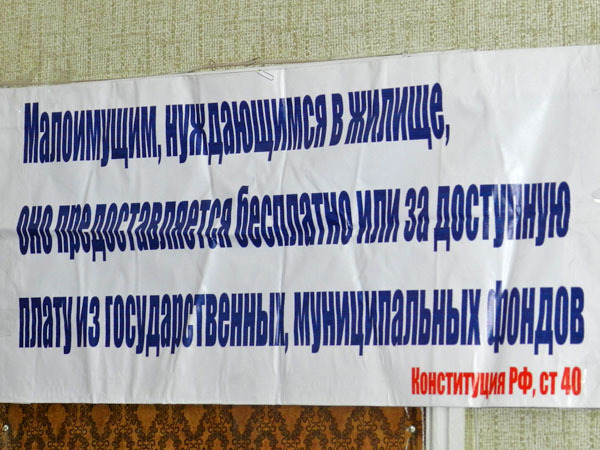 Малоимущим, нуждающимся в жилище,
оно предоставляется бесплатно или за доступную
плату из государственных, муниципальных фондов
Конституция РФ, ст 40